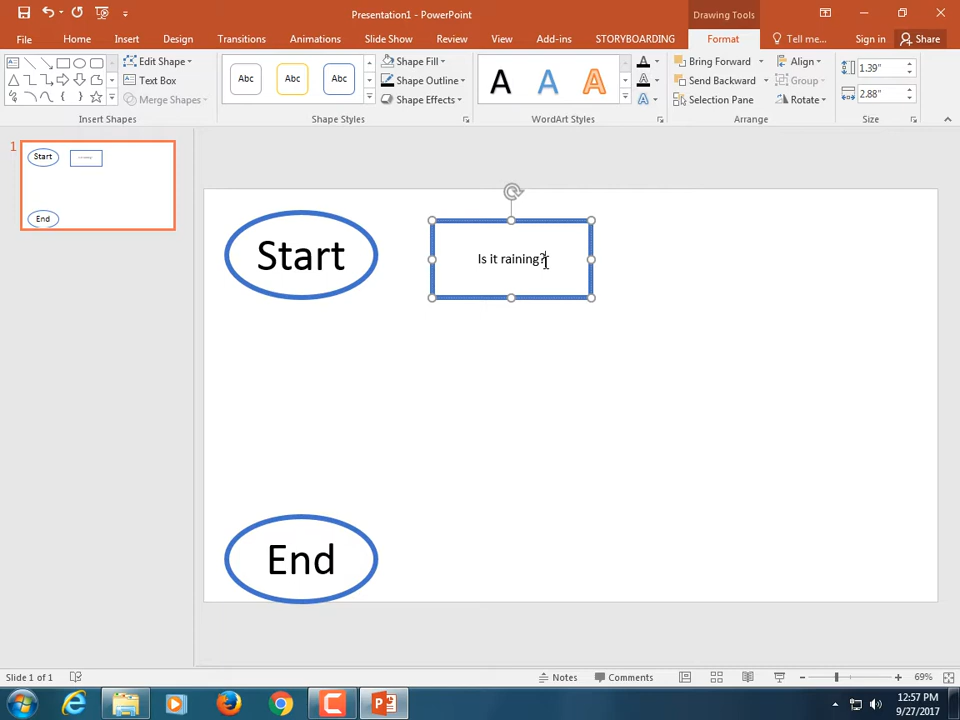 Presentation1 - PowerPoint
Drawing Tools
File
Home
Insert
Design
Transitions
Animations
Slide Show
Review
View
Add-ins
STORYBOARDING
Format
Tell me...
Sign in
Share
Edit Shape
Text Box
Merge Shapes
Insert Shapes
Abc
Abc
Abc
Shape Fill
Shape Outline
Shape Effects
Shape Styles
A
A
A
WordArt Styles
Bring Forward
Send Backward
Selection Pane
Align
Group
Rotate
Arrange
1.39"
2.88"
Size
1
Start
End
Start
Is it raining?
End
Slide 1 of 1
Notes
Comments
69%
12:57 PM
9/27/2017